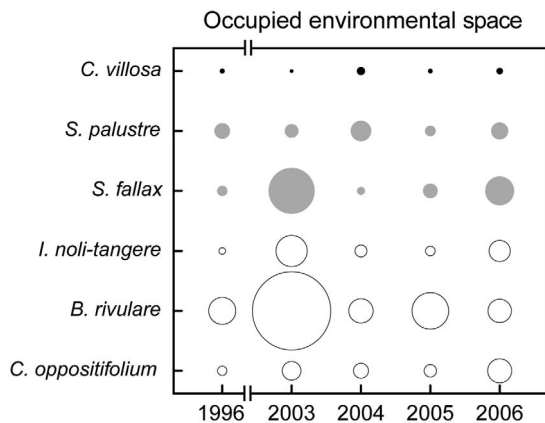 Occupied environmental space
C. villosa
S. palustre
S. fallax
I. noli-tangere
B. rivulare
C. oppositifolium
1996 2003 2004 2005 2006